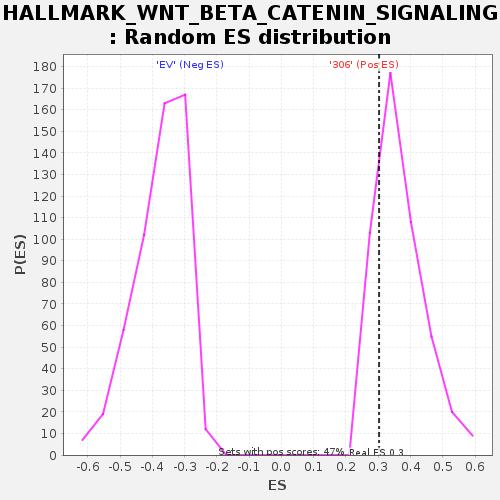 HALLMARK_WNT_BETA_CATENIN_SIGNALING
: Random ES distribution
'EV' (Neg ES) '306' (Pos ES)
180
170
160
150
140
130
120
110
100
90
80
70
60
50
40
30
20
10
0
P(ES)
Sets with pos scores: 47% Real ES 0.3
-0.6 -0.5 -0.4 -0.3 -0.2 -0.1 0.0 0.1 0.2 0.3 0.4 0.5 0.6
ES